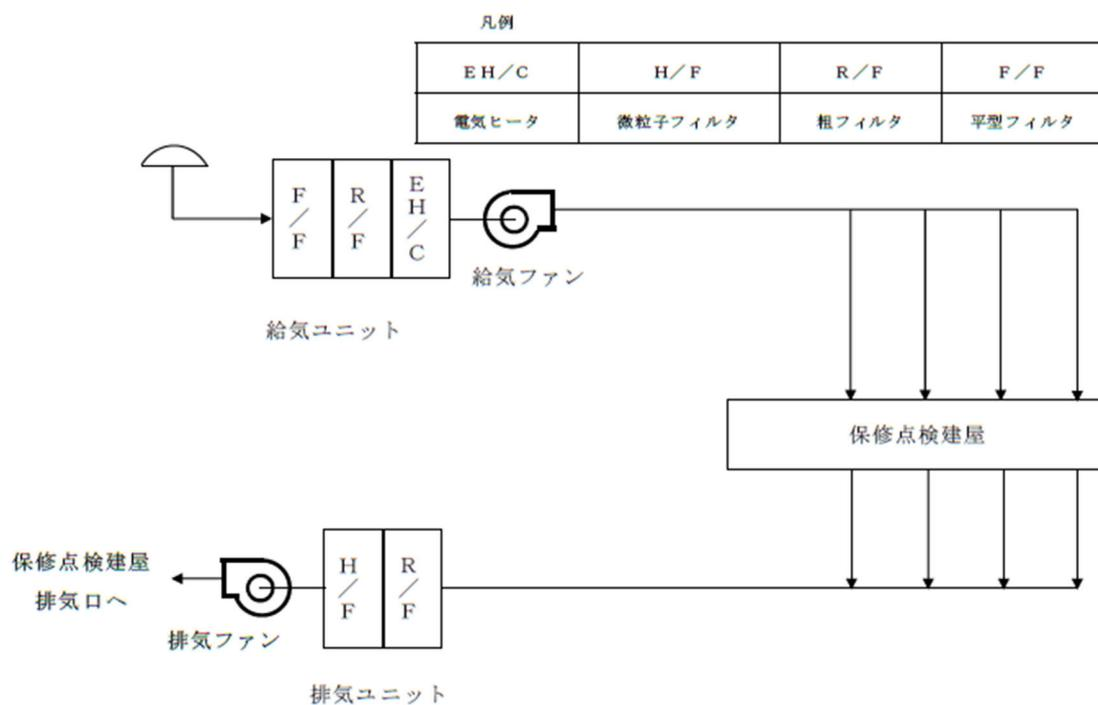 凡例
EH/C H/F R/F F/F
電気ヒータ 微粒子フィルタ 粗フィルタ 平型フィルタ
F/F
R/F
EH/C
給気ファン
給気ユニット
保修点検建屋
H/F
R/F
保修点検建屋
排気口へ
排気ファン
排気ユニット